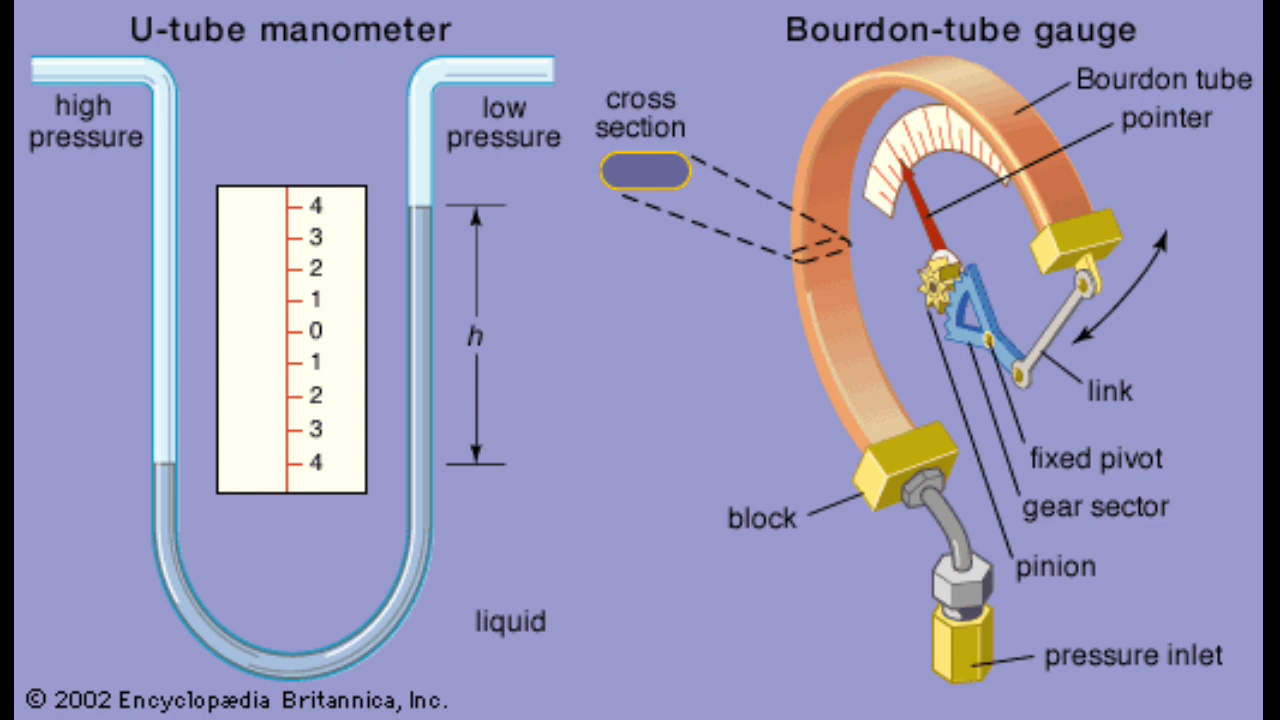 U-tube manometer
high
pressure
low
pressure
4
3
2
1
0
1
2
3
4
h
liquid
© 2002 Encyclopædia Britannica, Inc.
Bourdon-tube gauge
cross
section
Bourdon tube
pointer
link
fixed pivot
gear sector
pinion
block
pressure inlet